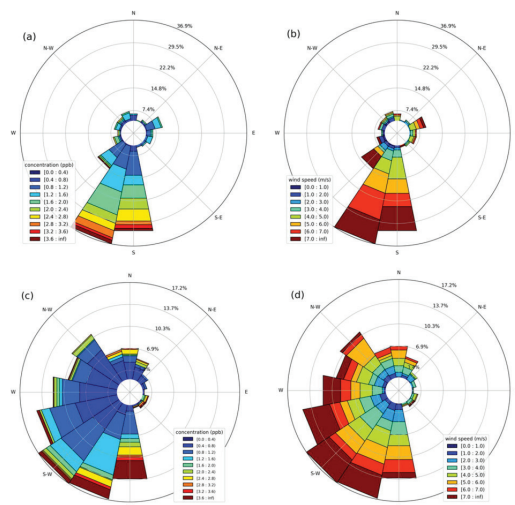 (a)
N
N-E
E
S-E
S
W
N-W
36.9%
29.5%
22.2%
14.8%
7.4%
concentration (ppb)
[0.0 : 0.4)
[0.4 : 0.8)
[0.8 : 1.2)
[1.2 : 1.6)
[1.6 : 2.0)
[2.0 : 2.4)
[2.4 : 2.8)
[2.8 : 3.2)
[3.2 : 3.6)
[3.6 : inf)
(b)
N
N-E
E
S-E
S
W
N-W
36.9%
29.5%
22.2%
14.8%
7.4%
wind speed (m/s)
[0.0 : 1.0)
[1.0 : 2.0)
[2.0 : 3.0)
[3.0 : 4.0)
[4.0 : 5.0)
[5.0 : 6.0)
[6.0 : 7.0)
[7.0 : inf)
(c)
N
N-E
E
S
S-W
W
N-W
17.2%
13.7%
10.3%
6.9%
concentration (ppb)
[0.0 : 0.4)
[0.4 : 0.8)
[0.8 : 1.2)
[1.2 : 1.6)
[1.6 : 2.0)
[2.0 : 2.4)
[2.4 : 2.8)
[2.8 : 3.2)
[3.2 : 3.6)
[3.6 : inf)
(d)
N
N-E
E
S
S-W
W
N-W
17.2%
13.7%
10.3%
6.9%
wind speed (m/s)
[0.0 : 1.0)
[1.0 : 2.0)
[2.0 : 3.0)
[3.0 : 4.0)
[4.0 : 5.0)
[5.0 : 6.0)
[6.0 : 7.0)
[7.0 : inf)